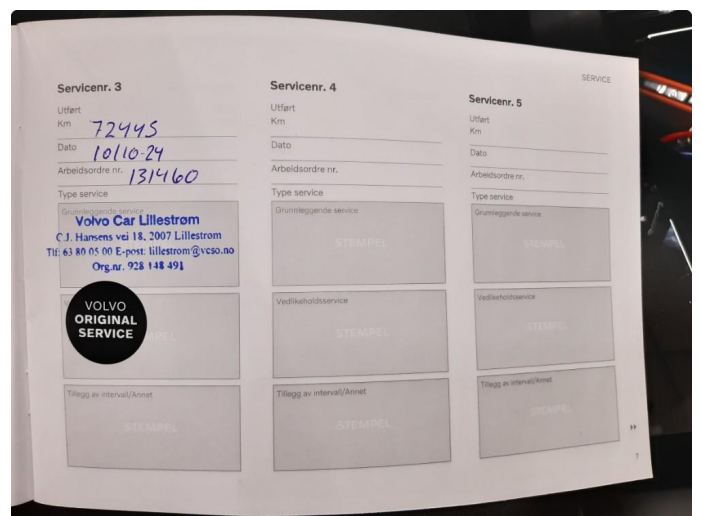 SERVICE
Servicenr. 3
Utført
Km 72445
Dato 10/10-24
Arbeidsordre nr. 131460
Type service
Grunnleggende service
Volvo Car Lillestrøm
C.J. Hansens vei 18, 2007 Lillestrøm
Tlf: 63 80 05 00 E-post: lillestrom@vcso.no
Org.nr. 928 148 491
VOLVO
ORIGINAL
SERVICE
Tillegg av intervall/Annet
STEMPEL
Servicenr. 4
Utført
Km
Dato
Arbeidsordre nr.
Type service
Grunnleggende service
STEMPEL
Vedlikeholdsservice
STEMPEL
Tillegg av intervall/Annet
STEMPEL
Servicenr. 5
Utført
Km
Dato
Arbeidsordre nr.
Type service
Grunnleggende service
STEMPEL
Vedlikeholdsservice
STEMPEL
Tillegg av intervall/Annet
STEMPEL
7